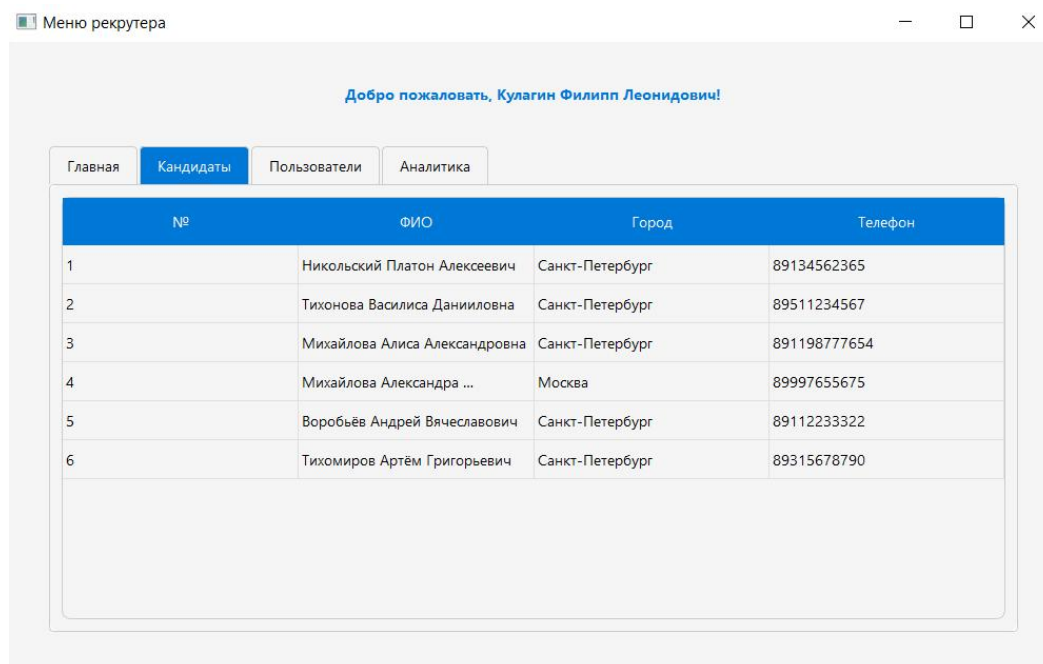 Меню рекрутера
Добро пожаловать, Кулагин Филипп Леонидович!
Главная Кандидаты Пользователи Аналитика
№ ФИО Город Телефон
1 Никольский Платон Алексеевич Санкт-Петербург 89134562365
2 Тихонова Василиса Данииловна Санкт-Петербург 89511234567
3 Михайлова Алиса Александровна Санкт-Петербург 891198777654
4 Михайлова Александра ... Москва 89997655675
5 Воробьёв Андрей Вячеславович Санкт-Петербург 89112233322
6 Тихомиров Артём Григорьевич Санкт-Петербург 89315678790